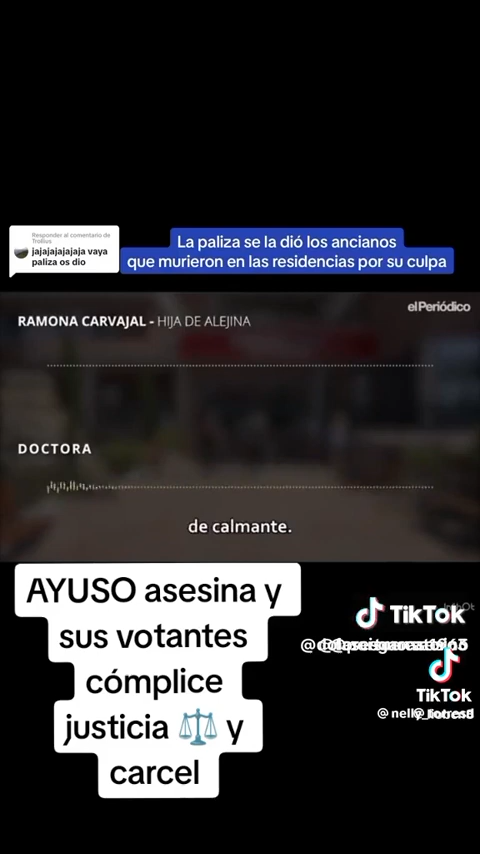 Responder al comentario de
Trollius
jajajajajajaja vaya
paliza os dio
La paliza se la dió los ancianos
que murieron en las residencias por su culpa
elPeriódico
RAMONA CARVAJAL - HIJA DE ALEJINA
DOCTORA
de calmante.
AYUSO asesina y
sus votantes
cómplice
justicia ⚖️ y
carcel
TikTok
TikTok